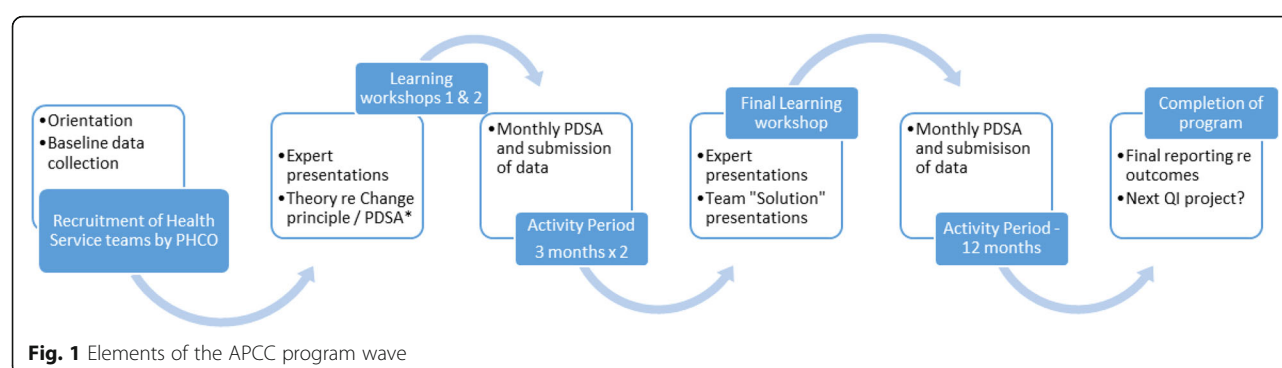 •Orientation
•Baseline data
collection
Recruitment of Health
Service teams by PHCO
Learning
workshops 1 & 2
•Expert
presentations
•Theory re Change
principle / PDSA*
•Monthly PDSA
and submission
of data
Activity Period
3 months x 2
Final Learning
workshop
•Expert
presentations
•Team "Solution"
presentations
•Monthly PDSA
and submisison
of data
Activity Period -
12 months
Completion of
program
•Final reporting re
outcomes
•Next QI project?
Fig. 1 Elements of the APCC program wave